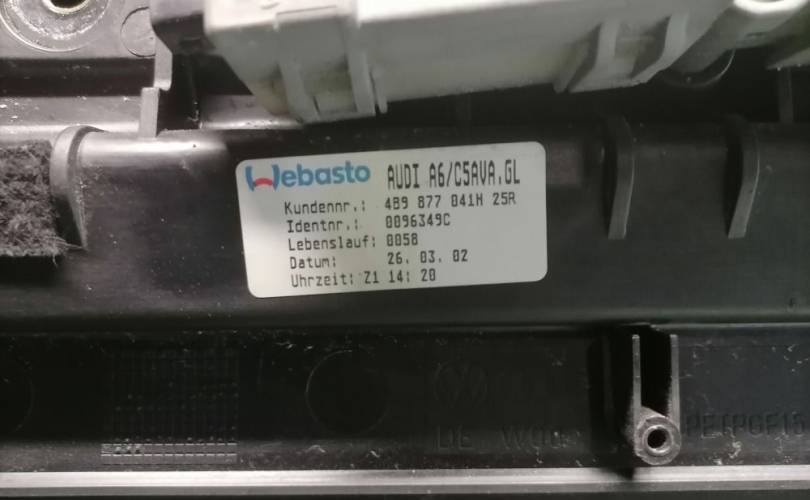 Webasto AUDI A6/C5AVA.GL
Kundennr.: 4B9 877 041H 25R
Identnr.: 0096349C
Lebenslauf: 0058
Datum: 26. 03. 02
Uhrzeit: Z1 14: 20